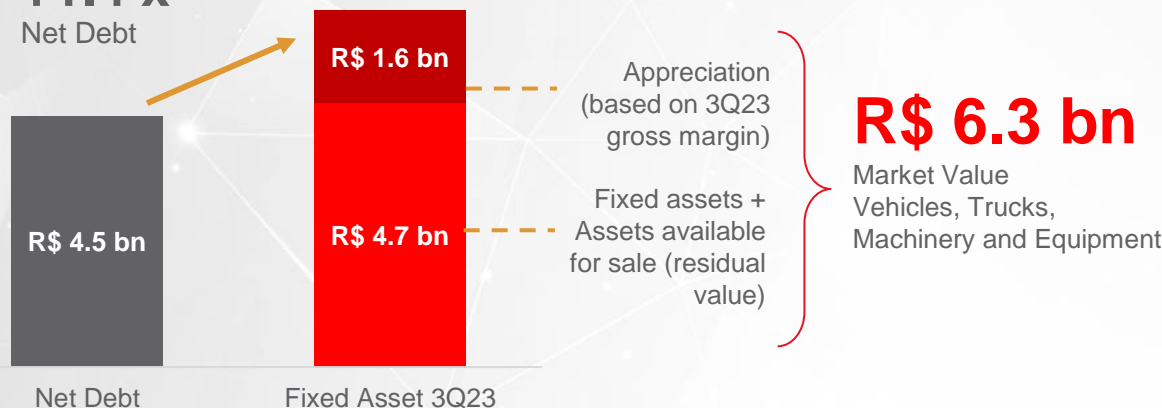 Net Debt
R$ 1.6 bn
R$ 4.5 bn
R$ 4.7 bn
Net Debt
Fixed Asset 3Q23
Appreciation
(based on 3Q23
gross margin)
Fixed assets +
Assets available
for sale (residual
value)
R$ 6.3 bn
Market Value
Vehicles, Trucks,
Machinery and Equipment